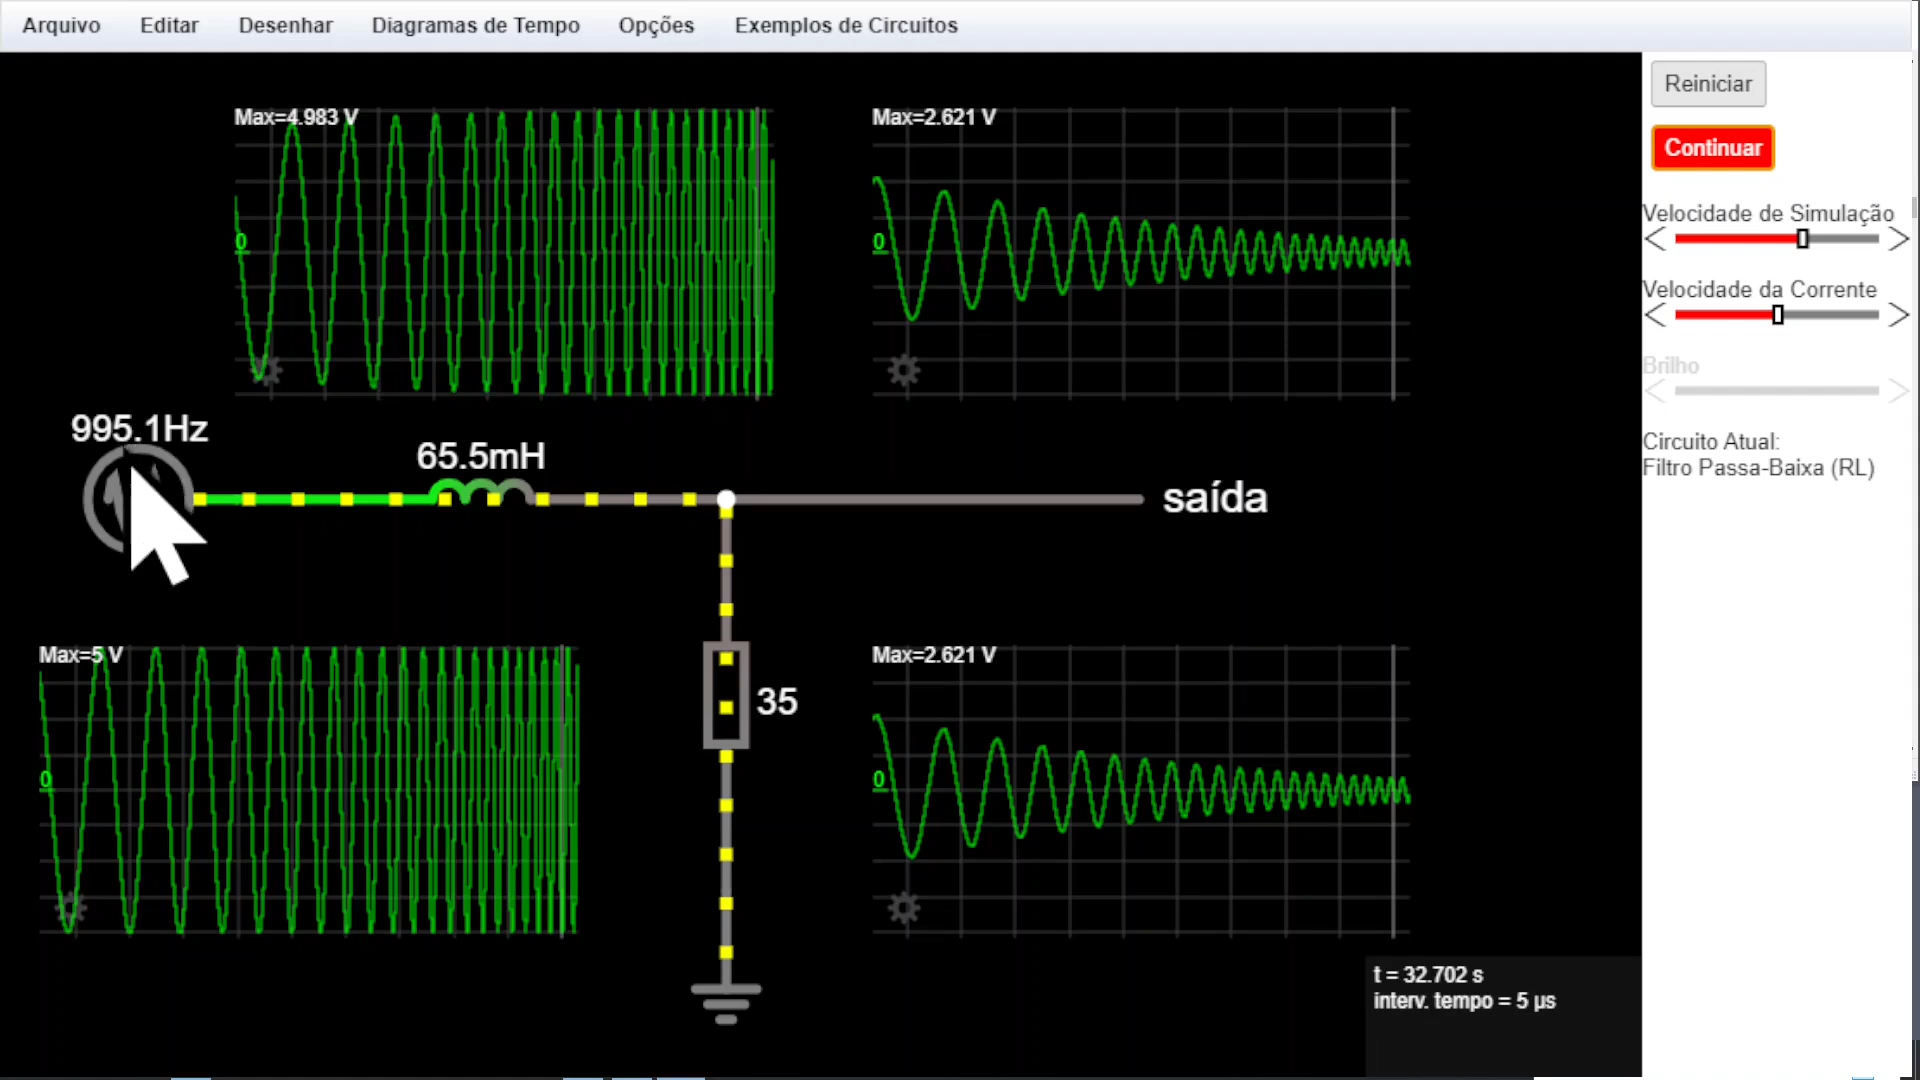 Arquivo Editar Desenhar Diagramas de Tempo Opções Exemplos de Circuitos
Reiniciar
Continuar
Velocidade de Simulação
Velocidade da Corrente
Brilho
Circuito Atual:
Filtro Passa-Baixa (RL)
Max=4.983 V
0
Max=2.621 V
0
995.1Hz
65.5mH
saída
Max=5 V
0
35
Max=2.621 V
0
t = 32.702 s
interv. tempo = 5 µs